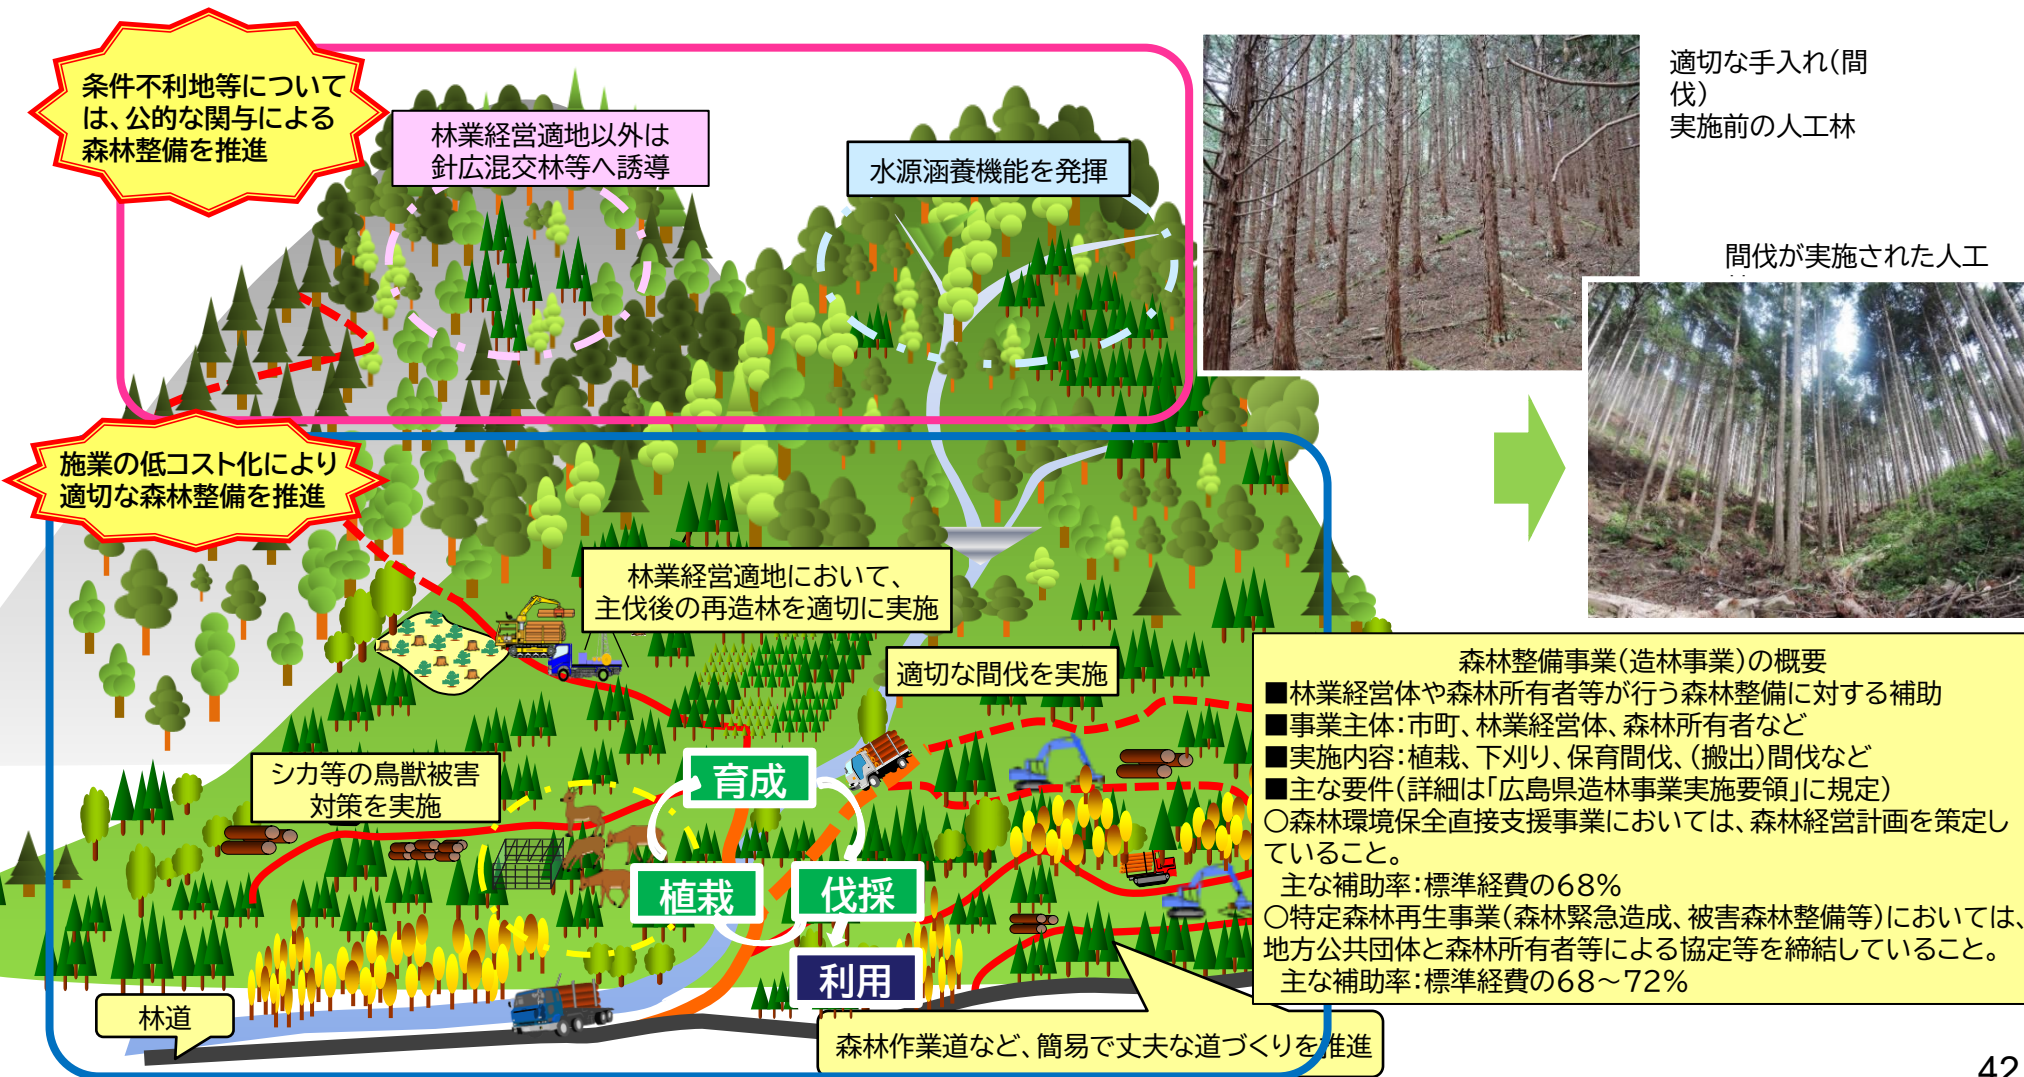 条件不利地等について
は、公的な関与による
森林整備を推進
林業経営適地以外は
針広混交林等へ誘導
水源涵養機能を発揮
適切な手入れ(間
伐)
実施前の人工林
間伐が実施された人工
施業の低コスト化により
適切な森林整備を推進
林業経営適地において、
主伐後の再造林を適切に実施
適切な間伐を実施
シカ等の鳥獣被害
対策を実施
育成
植栽
伐採
利用
林道
森林作業道など、簡易で丈夫な道づくりを推進
森林整備事業(造林事業)の概要
■林業経営体や森林所有者等が行う森林整備に対する補助
■事業主体:市町、林業経営体、森林所有者など
■実施内容:植栽、下刈り、保育間伐、(搬出)間伐など
■主な要件(詳細は「広島県造林事業実施要領」に規定)
○森林環境保全直接支援事業においては、森林経営計画を策定し
ていること。
主な補助率:標準経費の68%
○特定森林再生事業(森林緊急造成、被害森林整備等)においては、
地方公共団体と森林所有者等による協定等を締結していること。
主な補助率:標準経費の68~72%
42